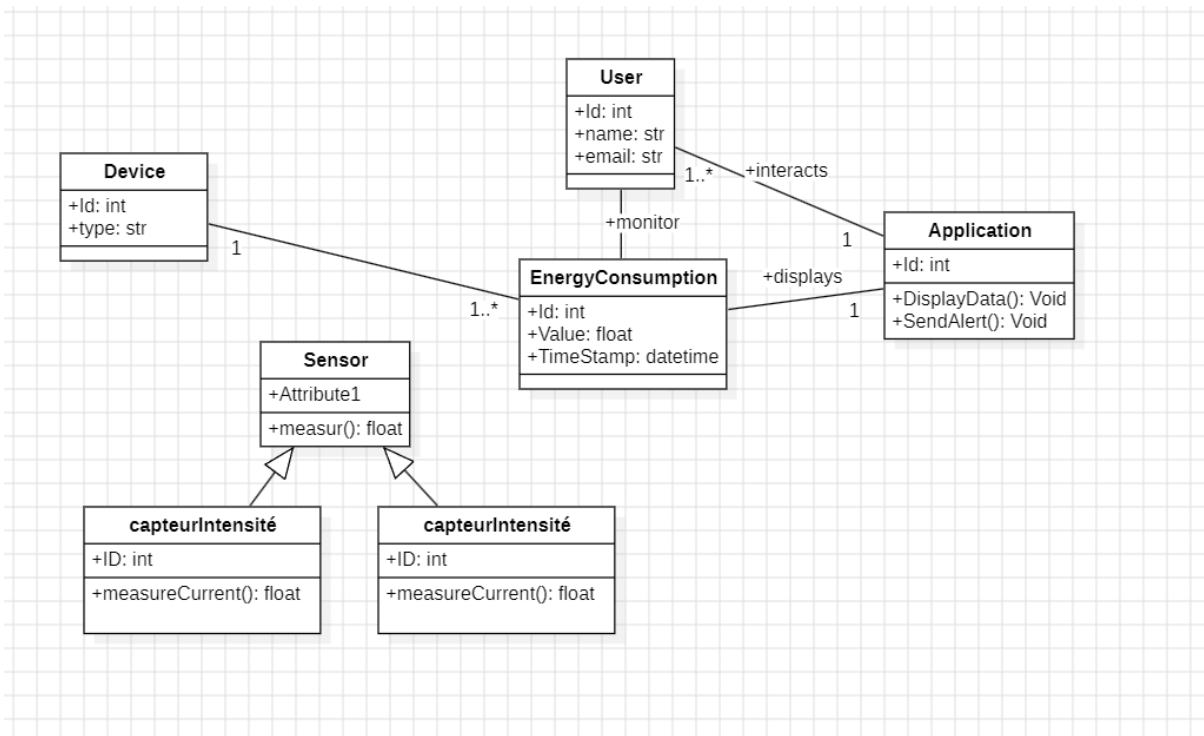 User
+Id: int
+name: str
+email: str
Device
+Id: int
+type: str
1
1..*
+interacts
1
+monitor
Application
+Id: int
+DisplayData(): Void
+SendAlert(): Void
EnergyConsumption
+Id: int
+Value: float
+TimeStamp: datetime
1..*
+displays
1
Sensor
+Attribute1
+measur(): float
capteurIntensité
+ID: int
+measureCurrent(): float
capteurIntensité
+ID: int
+measureCurrent(): float